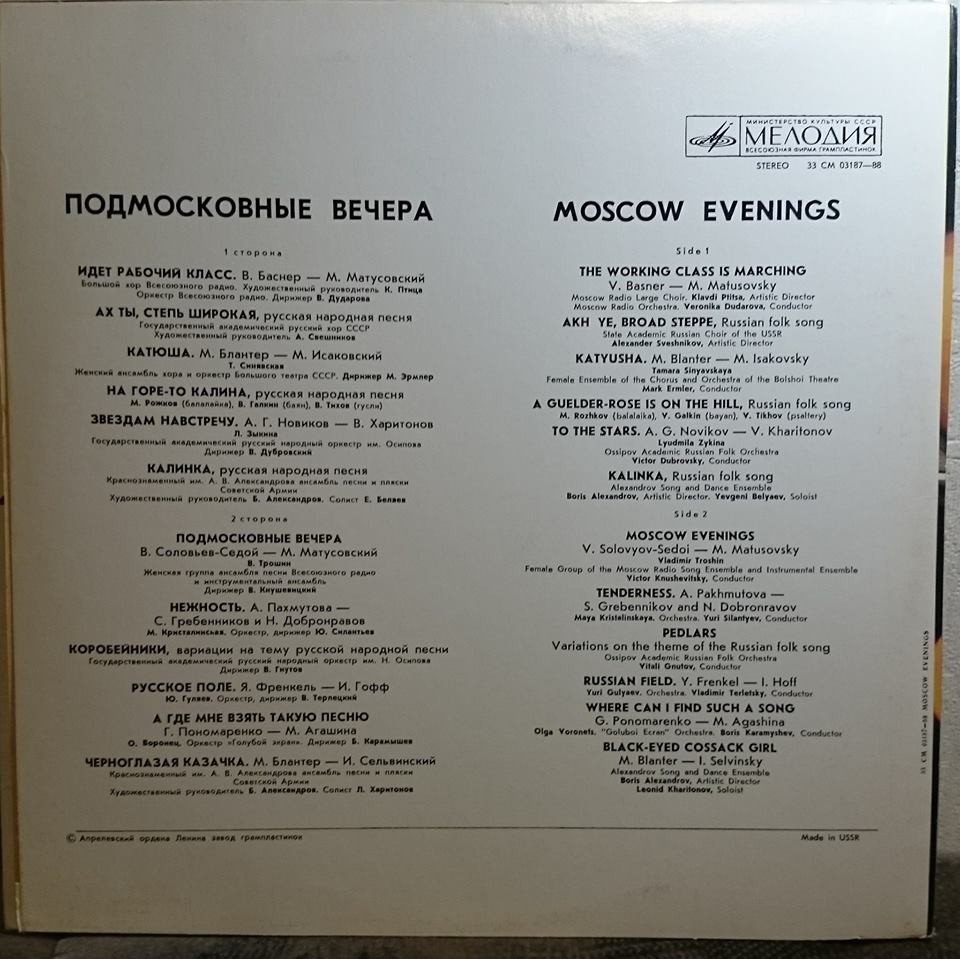 МИНИСТЕРСТВО КУЛЬТУРЫ СССР
МЕЛОДИЯ
ВСЕСОЮЗНАЯ ФИРМА ГРАМПЛАСТИНОК
STEREO 33 СМ 03187—88
ПОДМОСКОВНЫЕ ВЕЧЕРА
1 сторона
ИДЕТ РАБОЧИЙ КЛАСС. В. Баснер — М. Матусовский
Большой хор Всесоюзного радио. Художественный руководитель К. Птица
Оркестр Всесоюзного радио. Дирижер В. Дударова
АХ ТЫ, СТЕПЬ ШИРОКАЯ, русская народная песня
Государственный академический русский хор СССР
Художественный руководитель А. Свешников
КАТЮША. М. Блантер — М. Исаковский
Т. Синявская
Женский ансамбль хора и оркестр Большого театра СССР. Дирижер М. Эрмлер
НА ГОРЕ-ТО КАЛИНА, русская народная песня
М. Рожков (балалайка), В. Галкин (баян), В. Тихов (гусли)
ЗВЕЗДАМ НАВСТРЕЧУ. А. Г. Новиков — В. Харитонов
Л. Зыкина
Государственный академический русский народный оркестр им. Осипова
Дирижер В. Дубровский
КАЛИНКА, русская народная песня
Краснознаменный им. А. В. Александрова ансамбль песни и пляски
Советской Армии
Художественный руководитель Б. Александров. Солист Е. Беляев
2 сторона
ПОДМОСКОВНЫЕ ВЕЧЕРА
В. Соловьев-Седой — М. Матусовский
В. Трошин
Женская группа ансамбля песни Всесоюзного радио
и инструментальный ансамбль
Дирижер В. Кнушевицкий
НЕЖНОСТЬ. А. Пахмутова —
С. Гребенников и Н. Добронравов
М. Кристалинская. Оркестр, дирижер Ю. Силантьев
КОРОБЕЙНИКИ, вариации на тему русской народной песни
Государственный академический русский народный оркестр им. Н. Осипова
Дирижер В. Гнутов
РУССКОЕ ПОЛЕ. Я. Френкель — И. Гофф
Ю. Гуляев. Оркестр, дирижер В. Терлецкий
А ГДЕ МНЕ ВЗЯТЬ ТАКУЮ ПЕСНЮ
Г. Пономаренко — М. Агашина
О. Воронец. Оркестр «Голубой экран». Дирижер Б. Карамышев
ЧЕРНОГЛАЗАЯ КАЗАЧКА. М. Блантер — И. Сельвинский
Краснознаменный им. А. В. Александрова ансамбль песни и пляски
Советской Армии
Художественный руководитель Б. Александров. Солист Л. Харитонов
MOSCOW EVENINGS
Side 1
THE WORKING CLASS IS MARCHING
V. Basner — M. Matusovsky
Moscow Radio Large Choir. Klavdi Ptitsa, Artistic Director
Moscow Radio Orchestra. Veronika Dudarova, Conductor
AKH YE, BROAD STEPPE, Russian folk song
State Academic Russian Choir of the USSR
Alexander Sveshnikov, Artistic Director
KATYUSHA. M. Blanter — M. Isakovsky
Tamara Sinyavskaya
Female Ensemble of the Chorus and Orchestra of the Bolshoi Theatre
Mark Ermler, Conductor
A GUELDER-ROSE IS ON THE HILL, Russian folk song
M. Rozhkov (balalaika), V. Galkin (bayan), V. Tikhov (psaltery)
TO THE STARS. A. G. Novikov — V. Kharitonov
Lyudmila Zykina
Ossipov Academic Russian Folk Orchestra
Victor Dubrovsky, Conductor
KALINKA, Russian folk song
Alexandrov Song and Dance Ensemble
Boris Alexandrov, Artistic Director. Yevgeni Belyaev, Soloist
Side 2
MOSCOW EVENINGS
V. Solovyov-Sedoi — M. Matusovsky
Vladimir Troshin
Female Group of the Moscow Radio Song Ensemble and Instrumental Ensemble
Victor Knushevitsky, Conductor
TENDERNESS. A. Pakhmutova —
S. Grebennikov and N. Dobronravov
Maya Kristalinskaya. Orchestra. Yuri Silantyev, Conductor
PEDLARS
Variations on the theme of the Russian folk song
Ossipov Academic Russian Folk Orchestra
Vitali Gnutov, Conductor
RUSSIAN FIELD. Y. Frenkel — I. Hoff
Yuri Gulyaev. Orchestra. Vladimir Terletsky, Conductor
WHERE CAN I FIND SUCH A SONG
G. Ponomarenko — M. Agashina
Olga Voronets. "Goluboi Ecran" Orchestra. Boris Karamyshev, Conductor
BLACK-EYED COSSACK GIRL
M. Blanter — I. Selvinsky
Alexandrov Song and Dance Ensemble
Boris Alexandrov, Artistic Director
Leonid Kharitonov, Soloist
33 СМ 03187—88 MOSCOW EVENINGS
© Апрелевский ордена Ленина завод грампластинок
Made in USSR